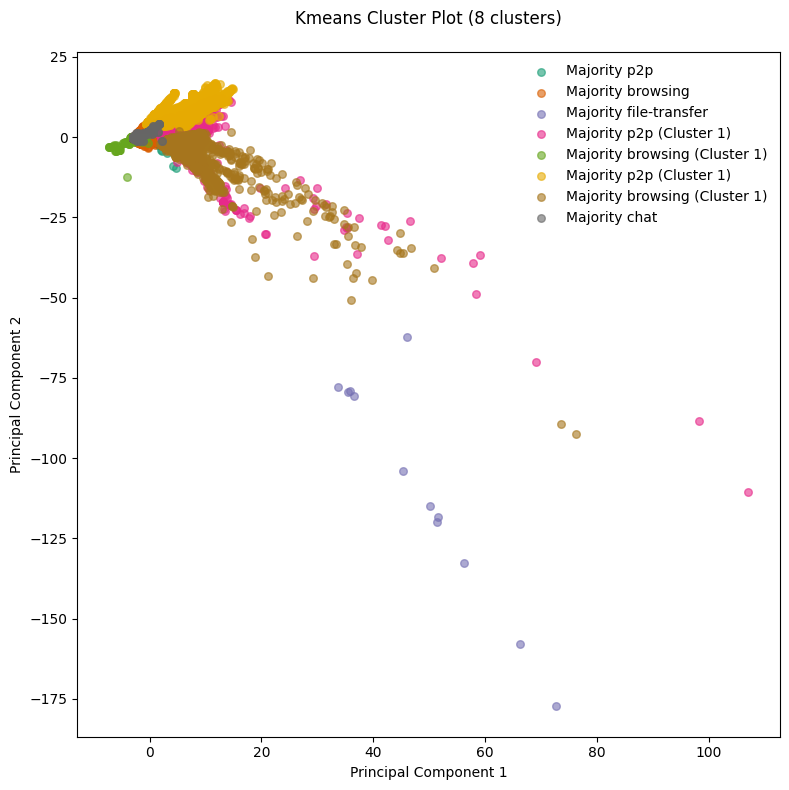 Kmeans Cluster Plot (8 clusters)
Majority p2p
Majority browsing
Majority file-transfer
Majority p2p (Cluster 1)
Majority browsing (Cluster 1)
Majority p2p (Cluster 1)
Majority browsing (Cluster 1)
Majority chat
25
0
−25
−50
−75
−100
−125
−150
−175
Principal Component 2
0 20 40 60 80 100
Principal Component 1